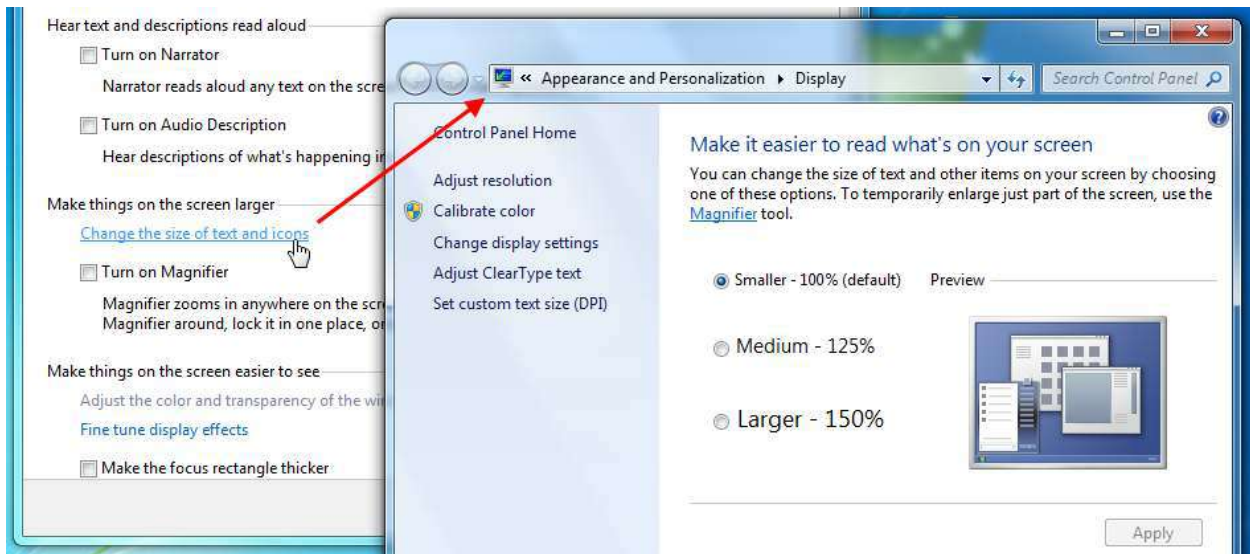 Hear text and descriptions read aloud
Turn on Narrator
Narrator reads aloud any text on the scre
Turn on Audio Description
Hear descriptions of what's happening in
Make things on the screen larger
Change the size of text and icons
Turn on Magnifier
Magnifier zooms in anywhere on the scre
Magnifier around, lock it in one place, or
Make things on the screen easier to see
Adjust the color and transparency of the win
Fine tune display effects
Make the focus rectangle thicker
« Appearance and Personalization Display
Search Control Panel
Control Panel Home
Adjust resolution
Calibrate color
Change display settings
Adjust ClearType text
Set custom text size (DPI)
Make it easier to read what's on your screen
You can change the size of text and other items on your screen by choosing
one of these options. To temporarily enlarge just part of the screen, use the
Magnifier tool.
Smaller - 100% (default) Preview
Medium - 125%
Larger - 150%
Apply